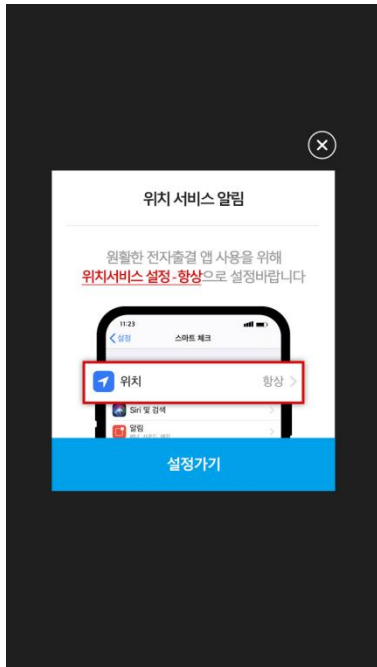 위치 서비스 알림
원활한 전자출결 앱 사용을 위해
위치서비스 설정-항상으로 설정바랍니다
11:23
설정 스마트 체크
위치 항상
Siri 및 검색
알림
설정가기